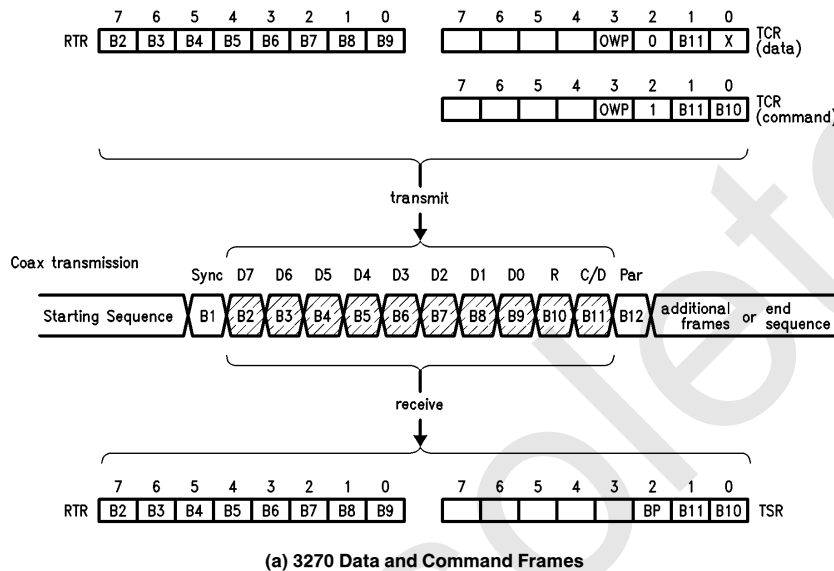 7 6 5 4 3 2 1 0 7 6 5 4 3 2 1 0
RTR B2 B3 B4 B5 B6 B7 B8 B9 OWP 0 B11 X TCR (data)
7 6 5 4 3 2 1 0
OWP 1 B11 B10 TCR (command)
transmit
Coax transmission
Sync D7 D6 D5 D4 D3 D2 D1 D0 R C/D Par
Starting Sequence B1 B2 B3 B4 B5 B6 B7 B8 B9 B10 B11 B12 additional frames or end sequence
receive
7 6 5 4 3 2 1 0 7 6 5 4 3 2 1 0
RTR B2 B3 B4 B5 B6 B7 B8 B9 BP B11 B10 TSR
(a) 3270 Data and Command Frames